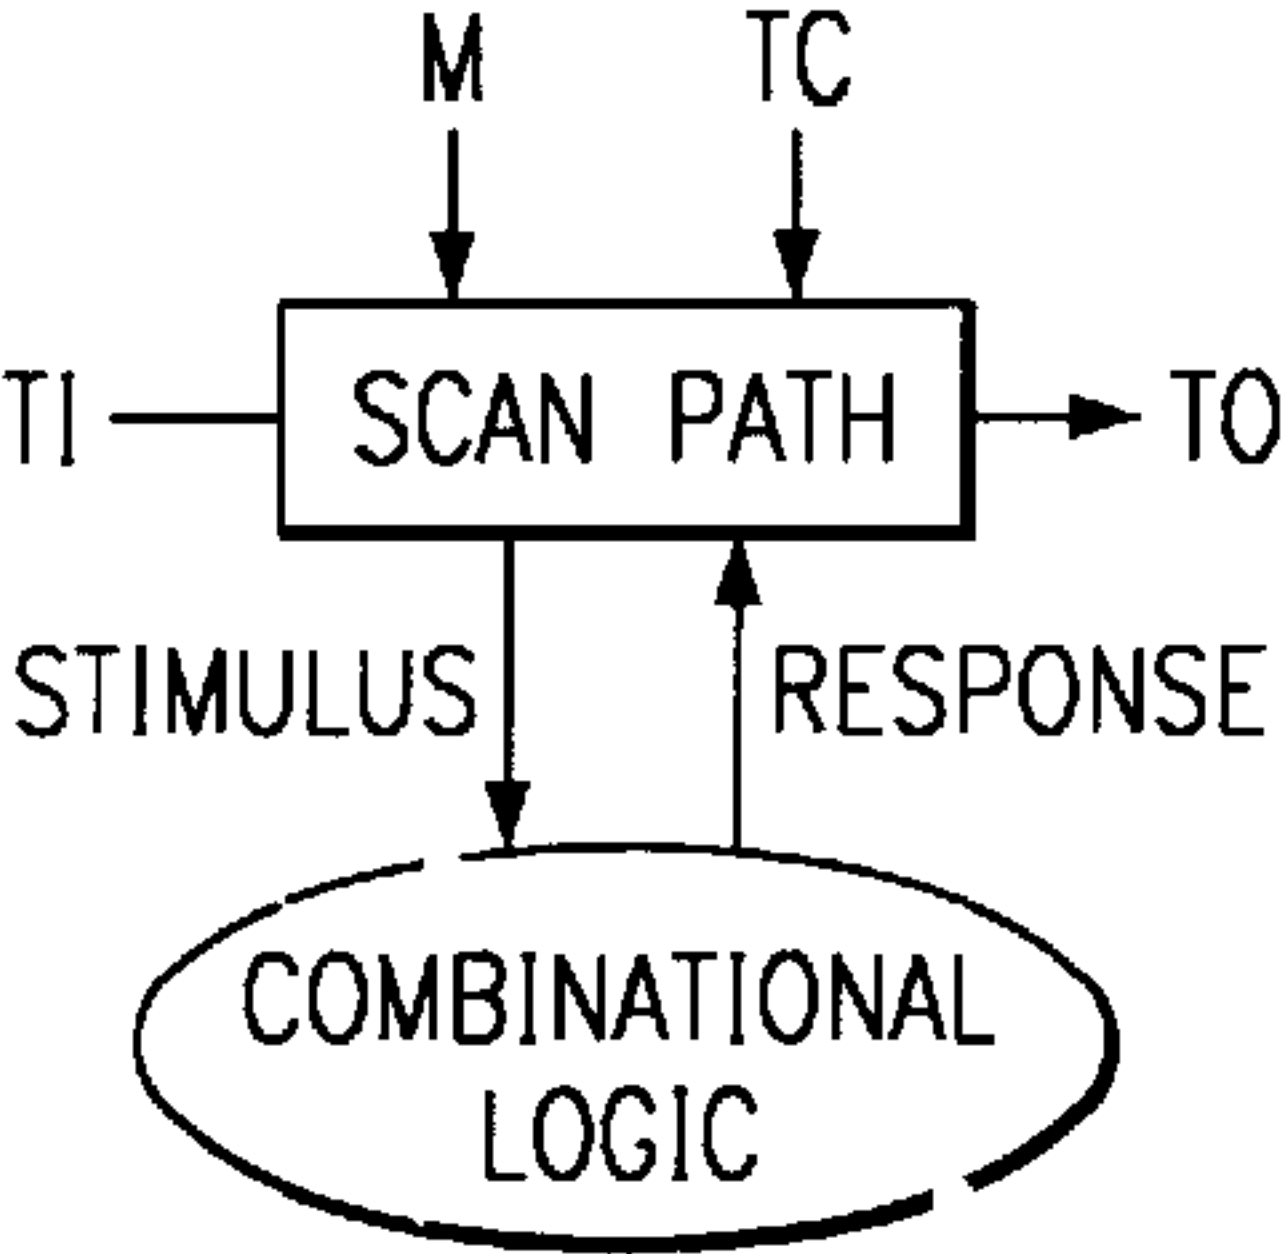 M
TC
TI
SCAN PATH
TO
STIMULUS
RESPONSE
COMBINATIONAL
LOGIC